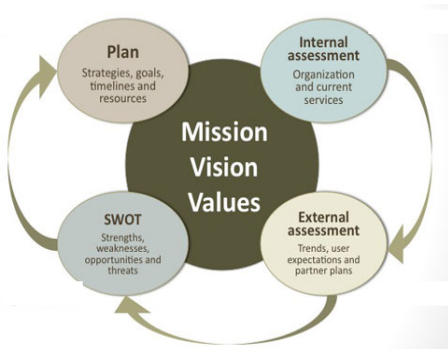 Plan
Strategies, goals,
timelines and
resources
Internal
assessment
Organization
and current
services
Mission
Vision
Values
SWOT
Strengths,
weaknesses,
opportunities and
threats
External
assessment
Trends, user
expectations and
partner plans